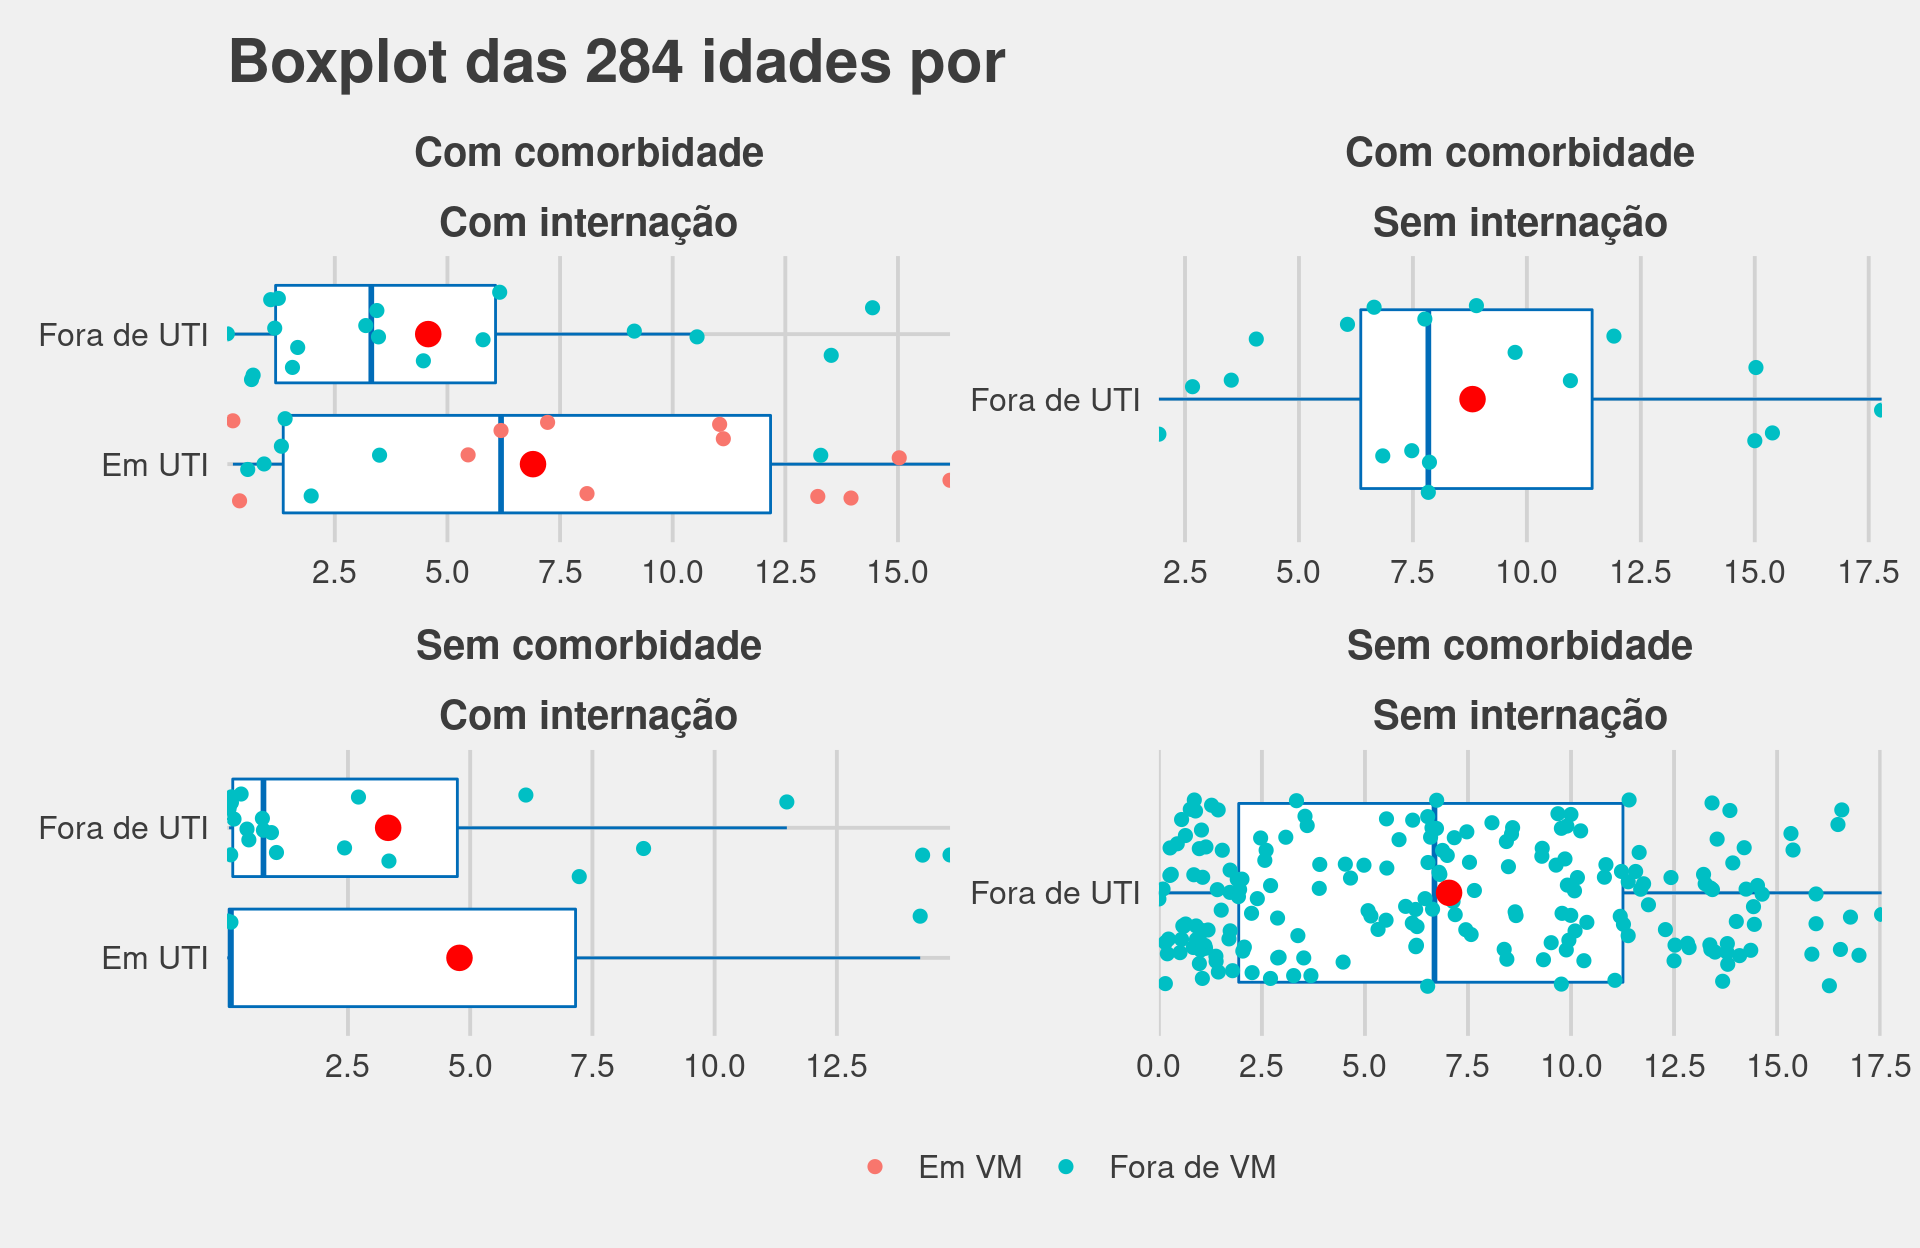 Boxplot das 284 idades por
Com comorbidade
Com internação
Fora de UTI
Em UTI
2.5 5.0 7.5 10.0 12.5 15.0
Com comorbidade
Sem internação
Fora de UTI
2.5 5.0 7.5 10.0 12.5 15.0 17.5
Sem comorbidade
Com internação
Fora de UTI
Em UTI
2.5 5.0 7.5 10.0 12.5
Sem comorbidade
Sem internação
Fora de UTI
0.0 2.5 5.0 7.5 10.0 12.5 15.0 17.5
Em VM Fora de VM